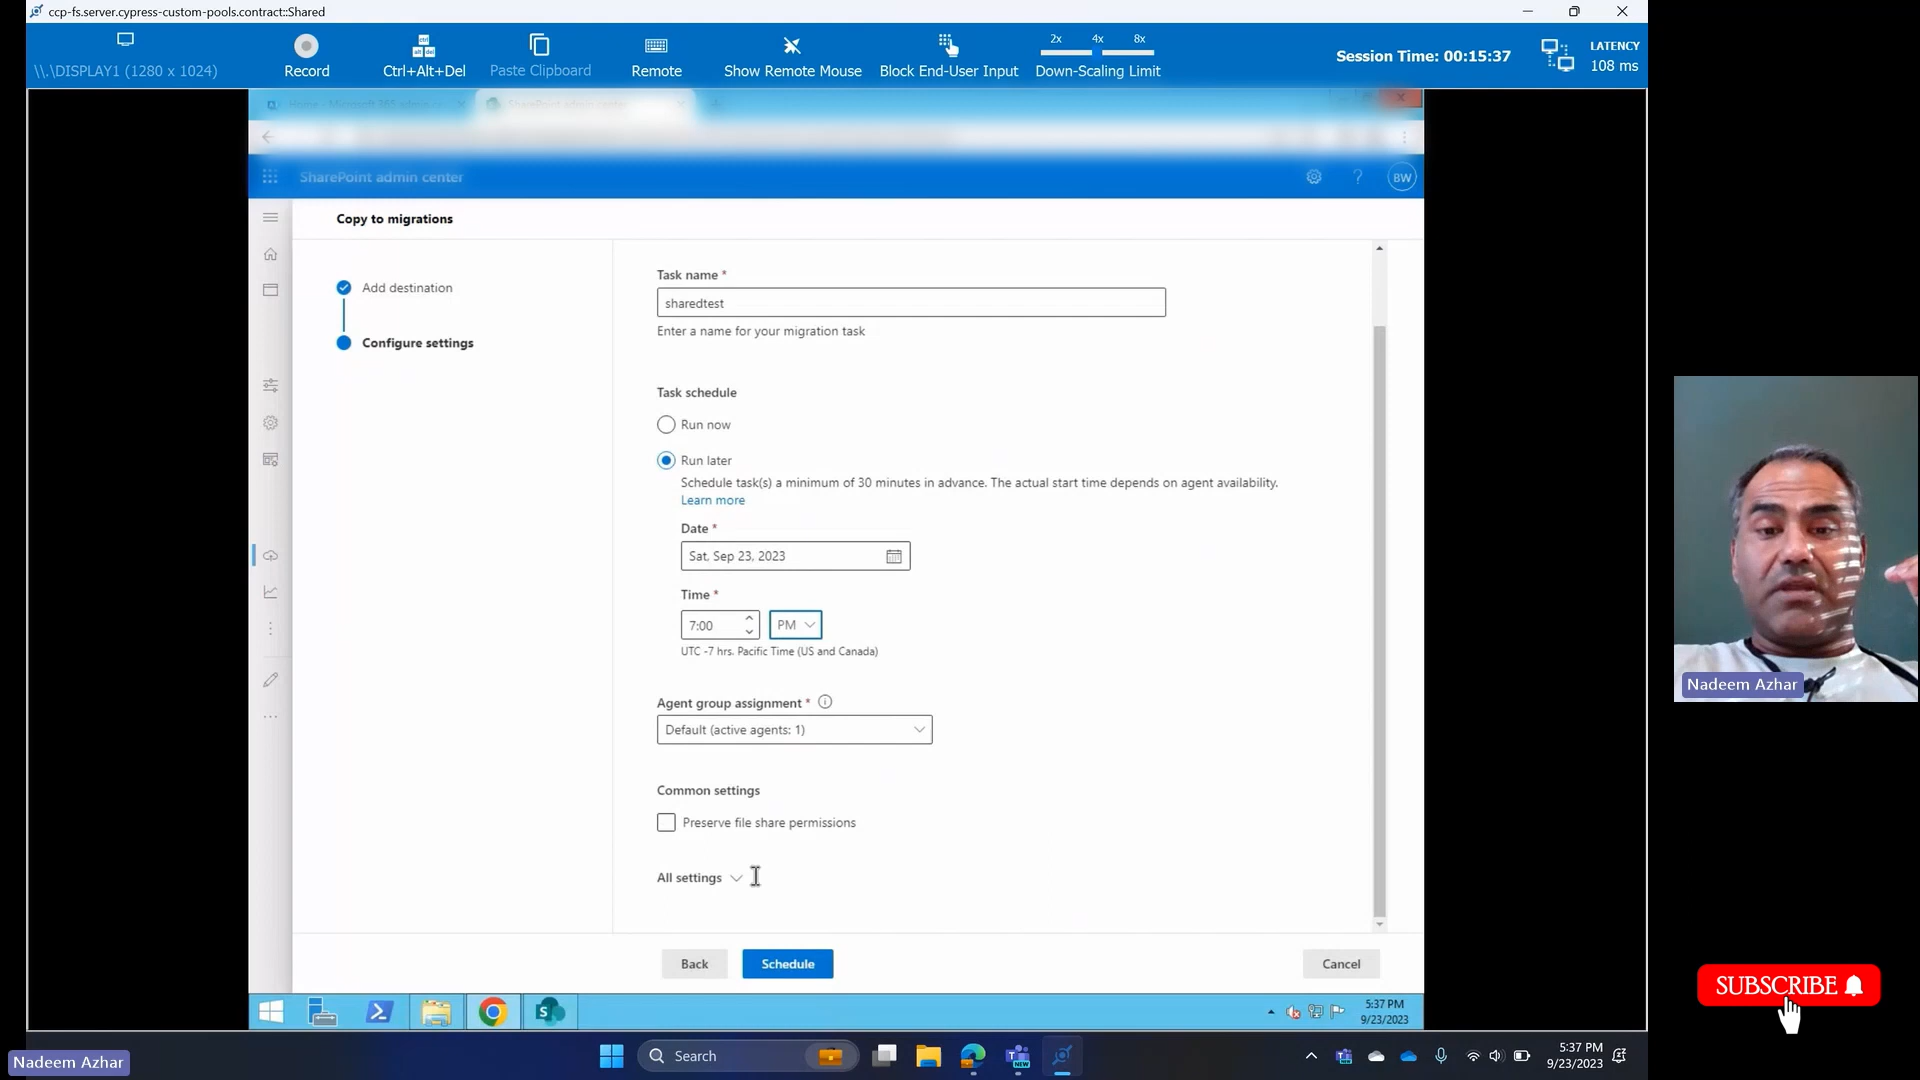 ccp-fs.server.cypress-custom-pools.contract::Shared
\\.\DISPLAY1 (1280 x 1024)
Record
Ctrl+Alt+Del
Paste Clipboard
Remote
Show Remote Mouse
Block End-User Input
2x 4x 8x
Down-Scaling Limit
Session Time: 00:15:37
LATENCY
108 ms
Home - Microsoft 365 admin
SharePoint admin center
SharePoint admin center
BW
Copy to migrations
Add destination
Configure settings
Task name *
sharedtest
Enter a name for your migration task
Task schedule
Run now
Run later
Schedule task(s) a minimum of 30 minutes in advance. The actual start time depends on agent availability.
Learn more
Date *
Sat, Sep 23, 2023
Time *
7:00
PM
UTC -7 hrs. Pacific Time (US and Canada)
Agent group assignment *
Default (active agents: 1)
Common settings
Preserve file share permissions
All settings
Back
Schedule
Cancel
5:37 PM
9/23/2023
Nadeem Azhar
SUBSCRIBE
Nadeem Azhar
Search
5:37 PM
9/23/2023